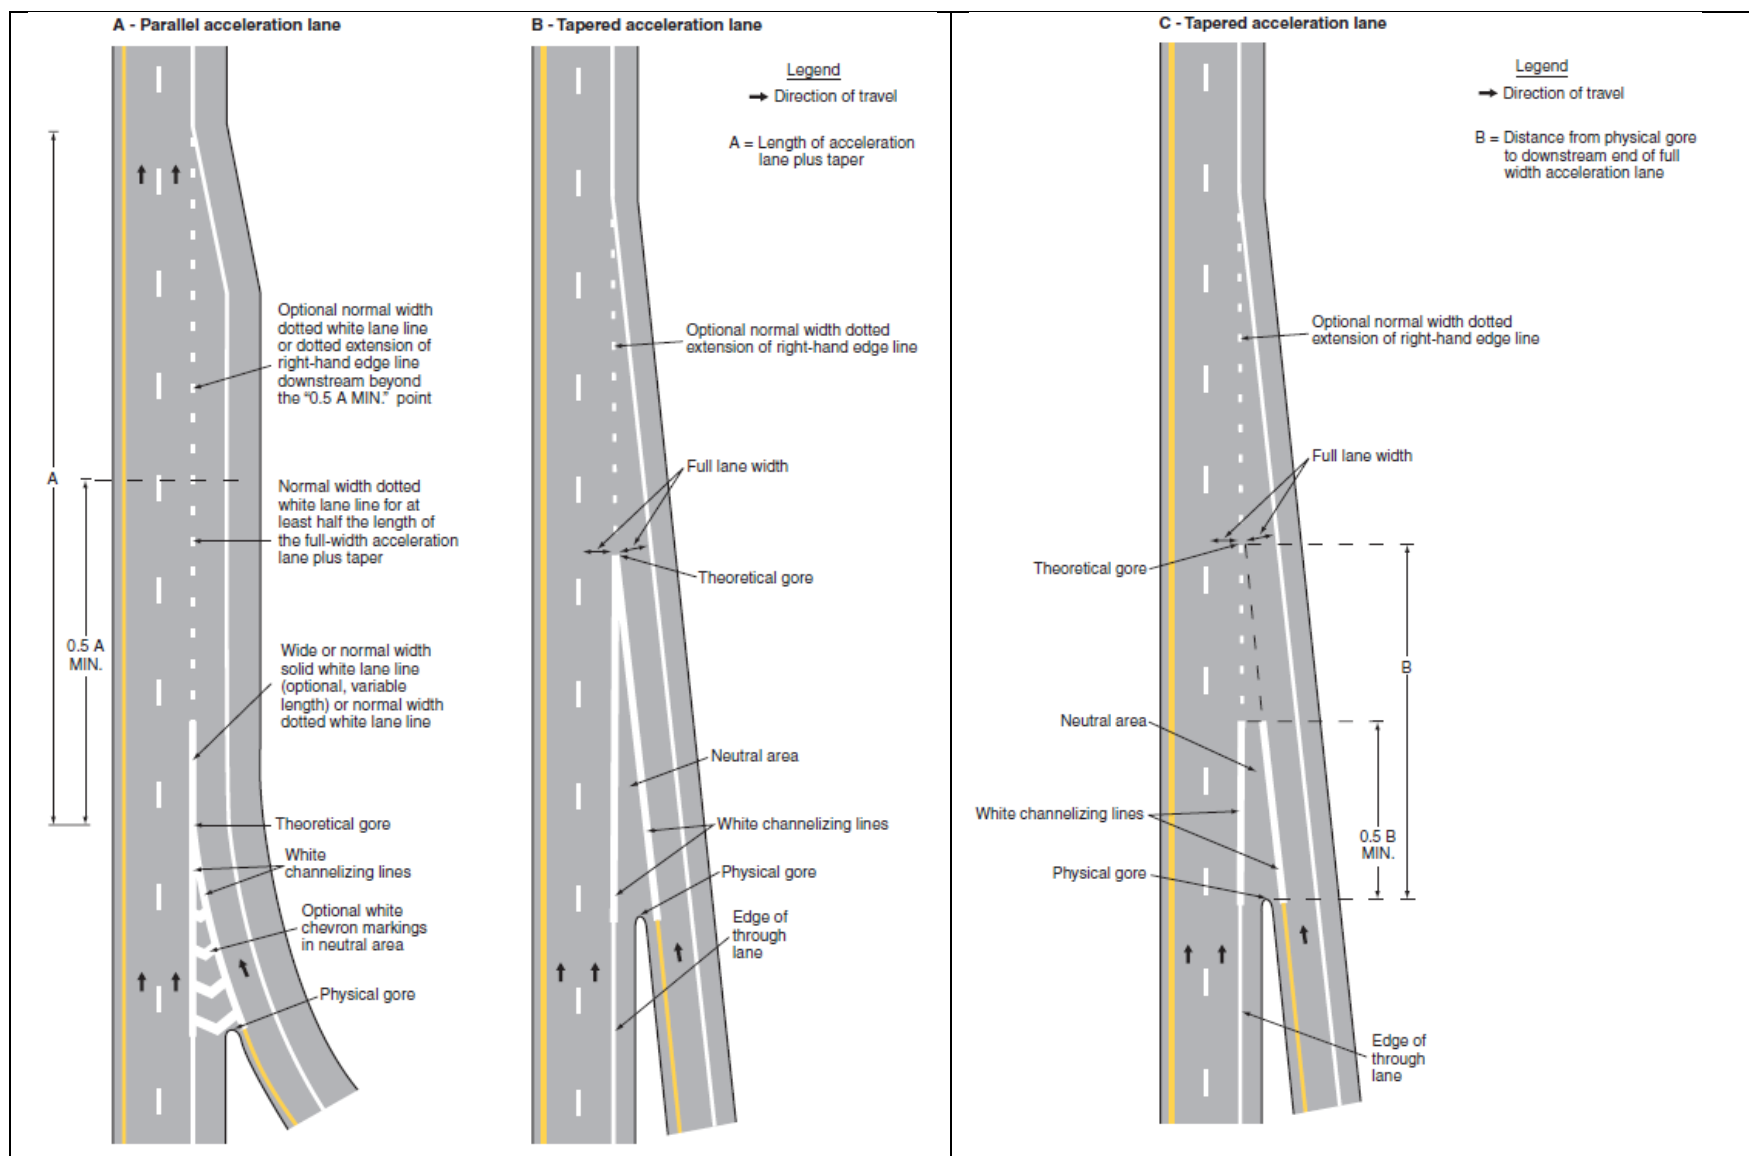 A - Parallel acceleration lane
A
0.5 A
MIN.
Optional normal width
dotted white lane line
or dotted extension of
right-hand edge line
downstream beyond
the “0.5 A MIN.” point
Normal width dotted
white lane line for at
least half the length of
the full-width acceleration
lane plus taper
Wide or normal width
solid white lane line
(optional, variable
length) or normal width
dotted white lane line
Theoretical gore
White
channelizing lines
Optional white
chevron markings
in neutral area
Physical gore
B - Tapered acceleration lane
Legend
Direction of travel
A = Length of acceleration
lane plus taper
Optional normal width dotted
extension of right-hand edge line
Full lane width
Theoretical gore
Neutral area
White channelizing lines
Physical gore
Edge of
through
lane
C - Tapered acceleration lane
Legend
Direction of travel
B = Distance from physical gore
to downstream end of full
width acceleration lane
Optional normal width dotted
extension of right-hand edge line
Full lane width
Theoretical gore
B
Neutral area
White channelizing lines
0.5 B
MIN.
Physical gore
Edge of
through
lane